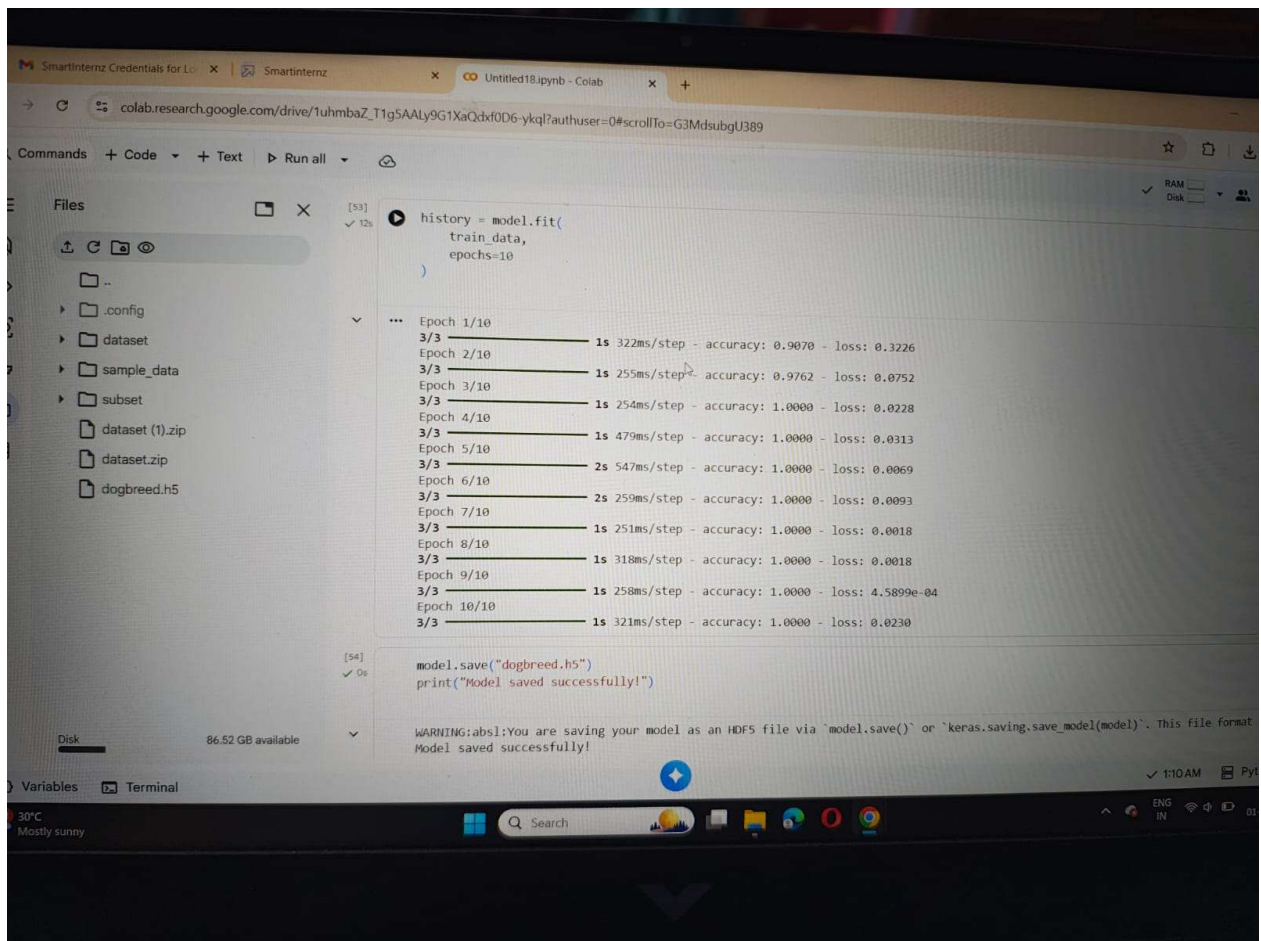 SmartInternz Credentials for Lo
Smartinternz
Untitled18.ipynb - Colab
colab.research.google.com/drive/1uhmbaZ_T1g5AALy9G1XaQdxf0D6-ykql?authuser=0#scrollTo=G3MdsubgU389
Commands + Code + Text Run all
RAM
Disk
Files
..
.config
dataset
sample_data
subset
dataset (1).zip
dataset.zip
dogbreed.h5
Disk 86.52 GB available
[53]
12s
history = model.fit(
train_data,
epochs=10
)
Epoch 1/10
3/3 1s 322ms/step - accuracy: 0.9070 - loss: 0.3226
Epoch 2/10
3/3 1s 255ms/step - accuracy: 0.9762 - loss: 0.0752
Epoch 3/10
3/3 1s 254ms/step - accuracy: 1.0000 - loss: 0.0228
Epoch 4/10
3/3 1s 479ms/step - accuracy: 1.0000 - loss: 0.0313
Epoch 5/10
3/3 2s 547ms/step - accuracy: 1.0000 - loss: 0.0069
Epoch 6/10
3/3 2s 259ms/step - accuracy: 1.0000 - loss: 0.0093
Epoch 7/10
3/3 1s 251ms/step - accuracy: 1.0000 - loss: 0.0018
Epoch 8/10
3/3 1s 318ms/step - accuracy: 1.0000 - loss: 0.0018
Epoch 9/10
3/3 1s 258ms/step - accuracy: 1.0000 - loss: 4.5899e-04
Epoch 10/10
3/3 1s 321ms/step - accuracy: 1.0000 - loss: 0.0230
[54]
0s
model.save("dogbreed.h5")
print("Model saved successfully!")
WARNING:absl:You are saving your model as an HDF5 file via `model.save()` or `keras.saving.save_model(model)`. This file format
Model saved successfully!
Variables Terminal
1:10 AM Pyt
30°C
Mostly sunny
Search
ENG
IN
01-